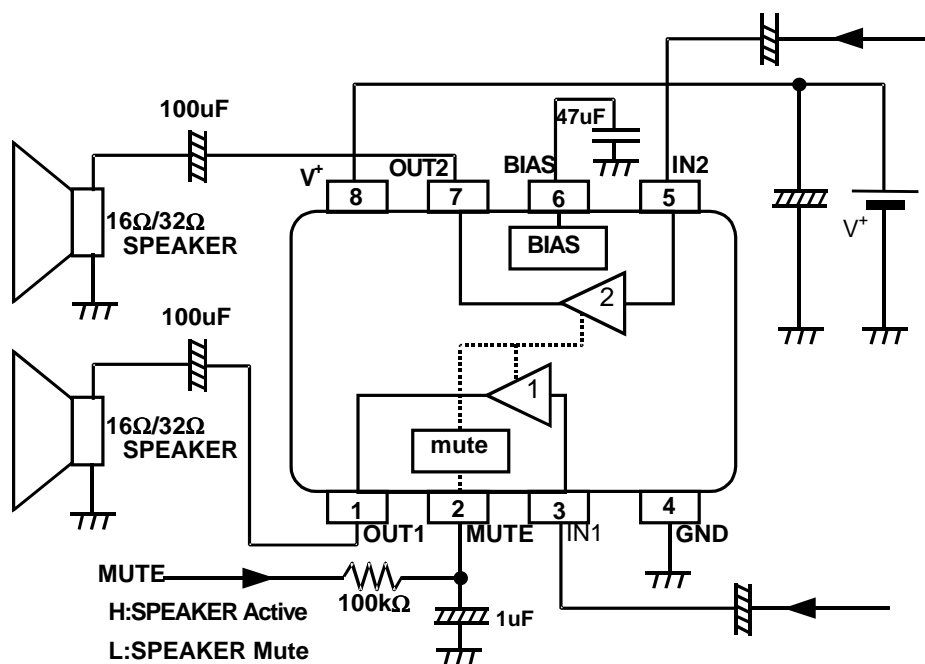 100uF
47uF
V+
OUT2
BIAS
IN2
8
7
6
5
16Ω/32Ω
SPEAKER
BIAS
V+
2
100uF
1
16Ω/32Ω
SPEAKER
mute
1
2
3
4
OUT1
MUTE
IN1
GND
MUTE
100kΩ
1uF
H:SPEAKER Active
L:SPEAKER Mute